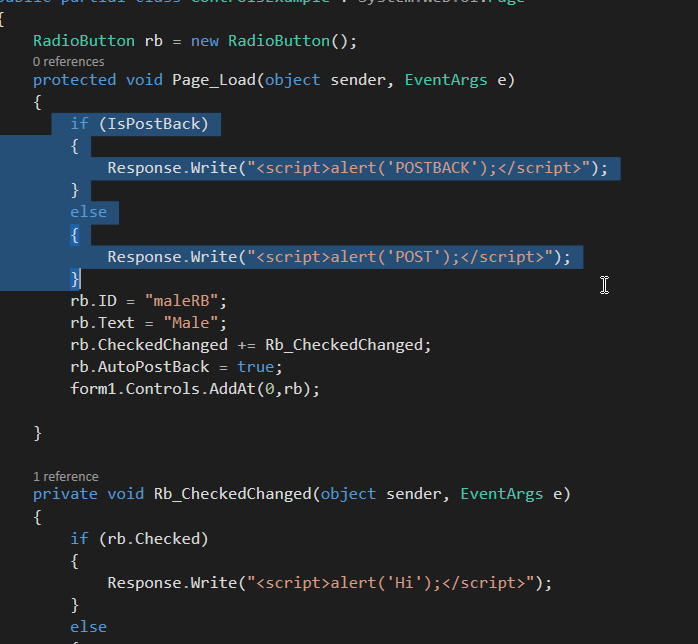 public partial class ControlsExample : System.Web.UI.Page
{
RadioButton rb = new RadioButton();
0 references
protected void Page_Load(object sender, EventArgs e)
{
if (IsPostBack)
{
Response.Write("<script>alert('POSTBACK');</script>");
}
else
{
Response.Write("<script>alert('POST');</script>");
}
rb.ID = "maleRB";
rb.Text = "Male";
rb.CheckedChanged += Rb_CheckedChanged;
rb.AutoPostBack = true;
form1.Controls.AddAt(0,rb);
}
1 reference
private void Rb_CheckedChanged(object sender, EventArgs e)
{
if (rb.Checked)
{
Response.Write("<script>alert('Hi');</script>");
}
else
{